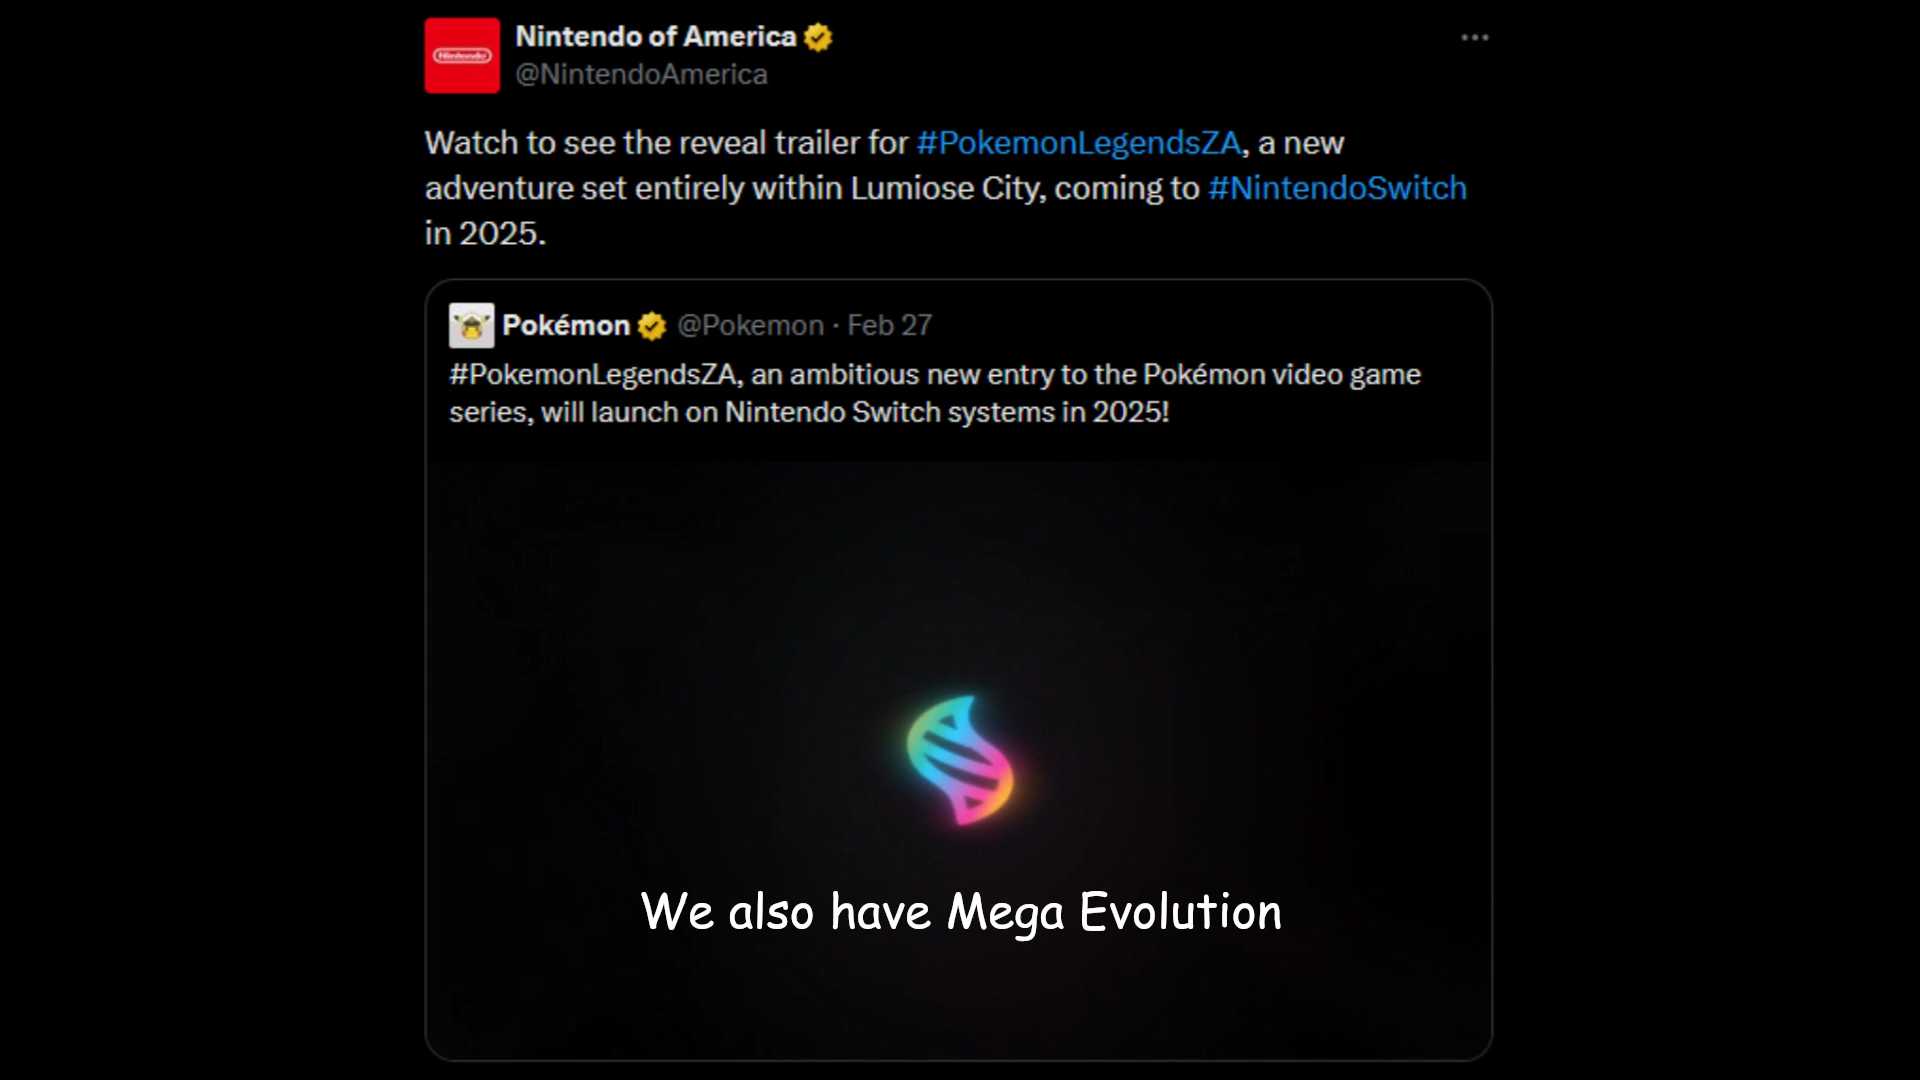 Nintendo
Nintendo of America
@NintendoAmerica
Watch to see the reveal trailer for #PokemonLegendsZA, a new
adventure set entirely within Lumiose City, coming to #NintendoSwitch
in 2025.
Pokémon @Pokemon · Feb 27
#PokemonLegendsZA, an ambitious new entry to the Pokémon video game
series, will launch on Nintendo Switch systems in 2025!
We also have Mega Evolution